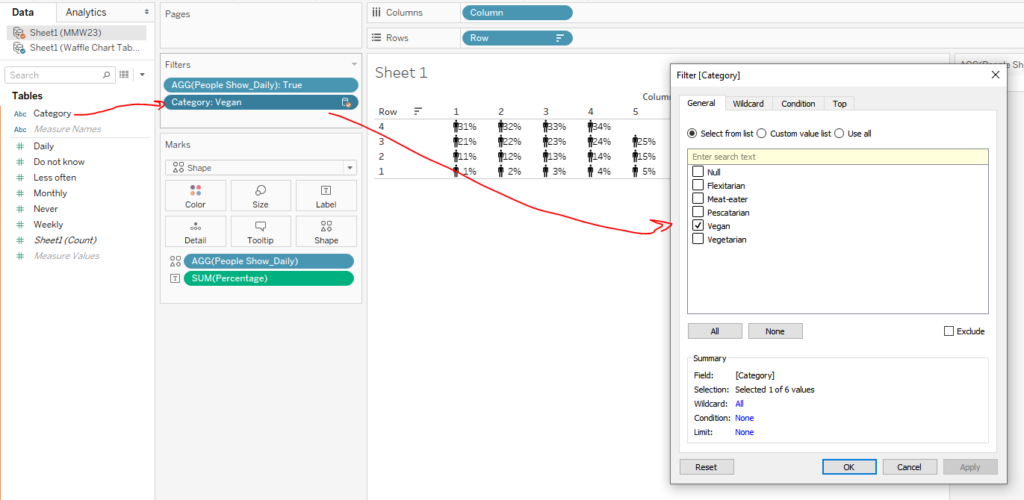 Data
Analytics
Sheet1 (MMW23)
Sheet1 (Waffle Chart Tab...
Search
Tables
Abc Category
Abc Measure Names
# Daily
# Do not know
# Less often
# Monthly
# Never
# Weekly
# Sheet1 (Count)
# Measure Values
Pages
Filters
AGG(People Show_Daily): True
Category: Vegan
Marks
Shape
Color Size Label
Detail Tooltip Shape
AGG(People Show_Daily)
T SUM(Percentage)
Columns Column
Rows Row
Sheet 1
Colum
Row 1 2 3 4 5
4 31% 32% 33% 34%
3 21% 22% 23% 24% 25%
2 11% 12% 13% 14% 15%
1 1% 2% 3% 4% 5%
AGG(People Sh
Filter [Category]
General Wildcard Condition Top
Select from list Custom value list Use all
Enter search text
Null
Flexitarian
Meat-eater
Pescatarian
Vegan
Vegetarian
All None Exclude
Summary
Field: [Category]
Selection: Selected 1 of 6 values
Wildcard: All
Condition: None
Limit: None
Reset OK Cancel Apply